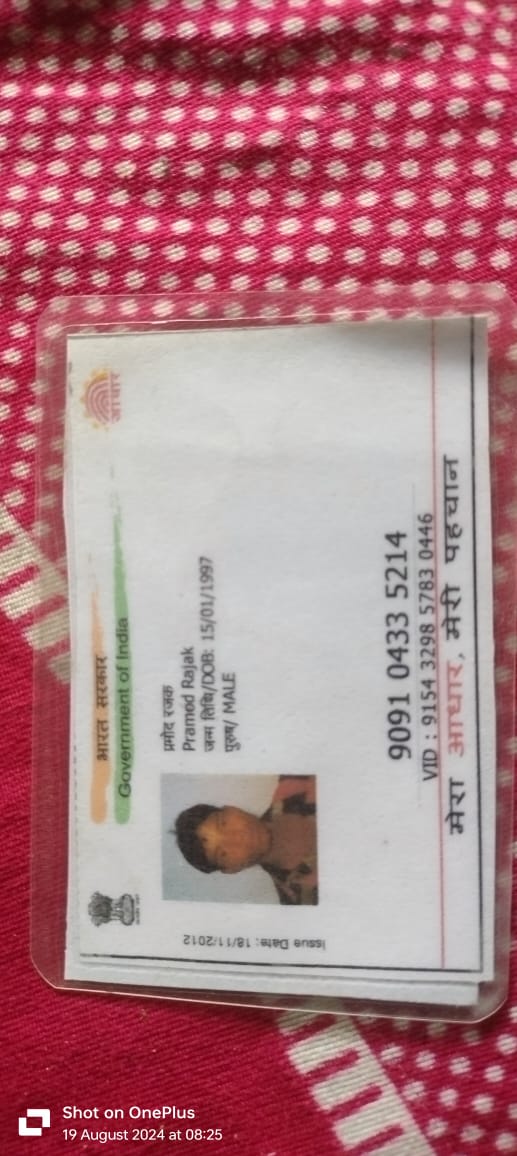 भारत सरकार
Government of India
आधार
प्रमोद रजक
Pramod Rajak
जन्म तिथि/DOB: 15/01/1997
पुरुष/ MALE
Issue Date: 18/11/2012
9091 0433 5214
VID : 9154 3298 5783 0446
मेरा आधार, मेरी पहचान
Shot on OnePlus
19 August 2024 at 08:25